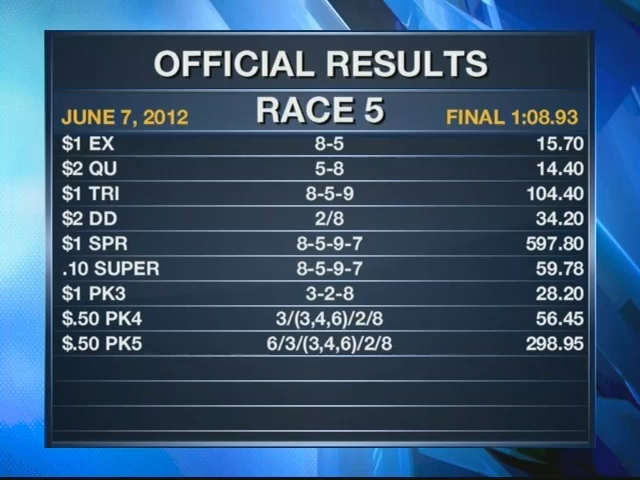 OFFICIAL RESULTS
JUNE 7, 2012 RACE 5 FINAL 1:08.93
$1 EX 8-5 15.70
$2 QU 5-8 14.40
$1 TRI 8-5-9 104.40
$2 DD 2/8 34.20
$1 SPR 8-5-9-7 597.80
.10 SUPER 8-5-9-7 59.78
$1 PK3 3-2-8 28.20
$.50 PK4 3/(3,4,6)/2/8 56.45
$.50 PK5 6/3/(3,4,6)/2/8 298.95